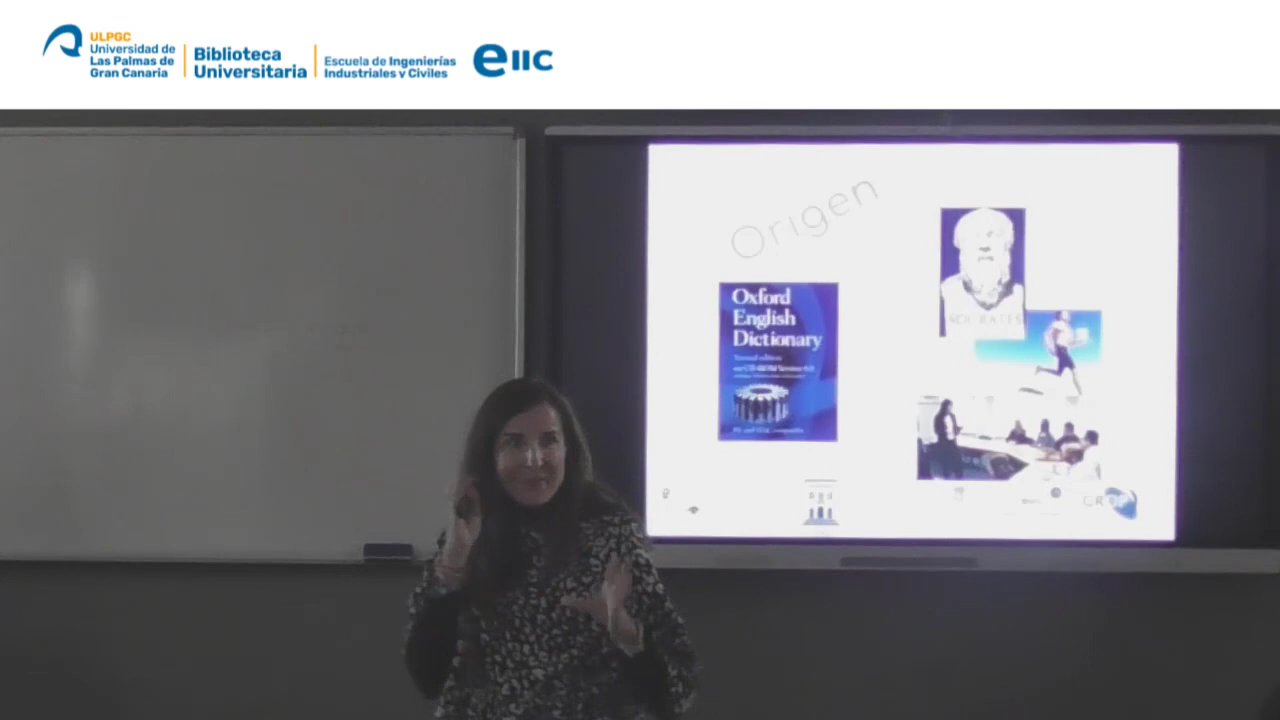 ULPGC
Universidad de
Las Palmas de
Gran Canaria
Biblioteca
Universitaria
Escuela de Ingenierías
Industriales y Civiles
eIIC
Origen
Oxford
English
Dictionary
SOCRATES